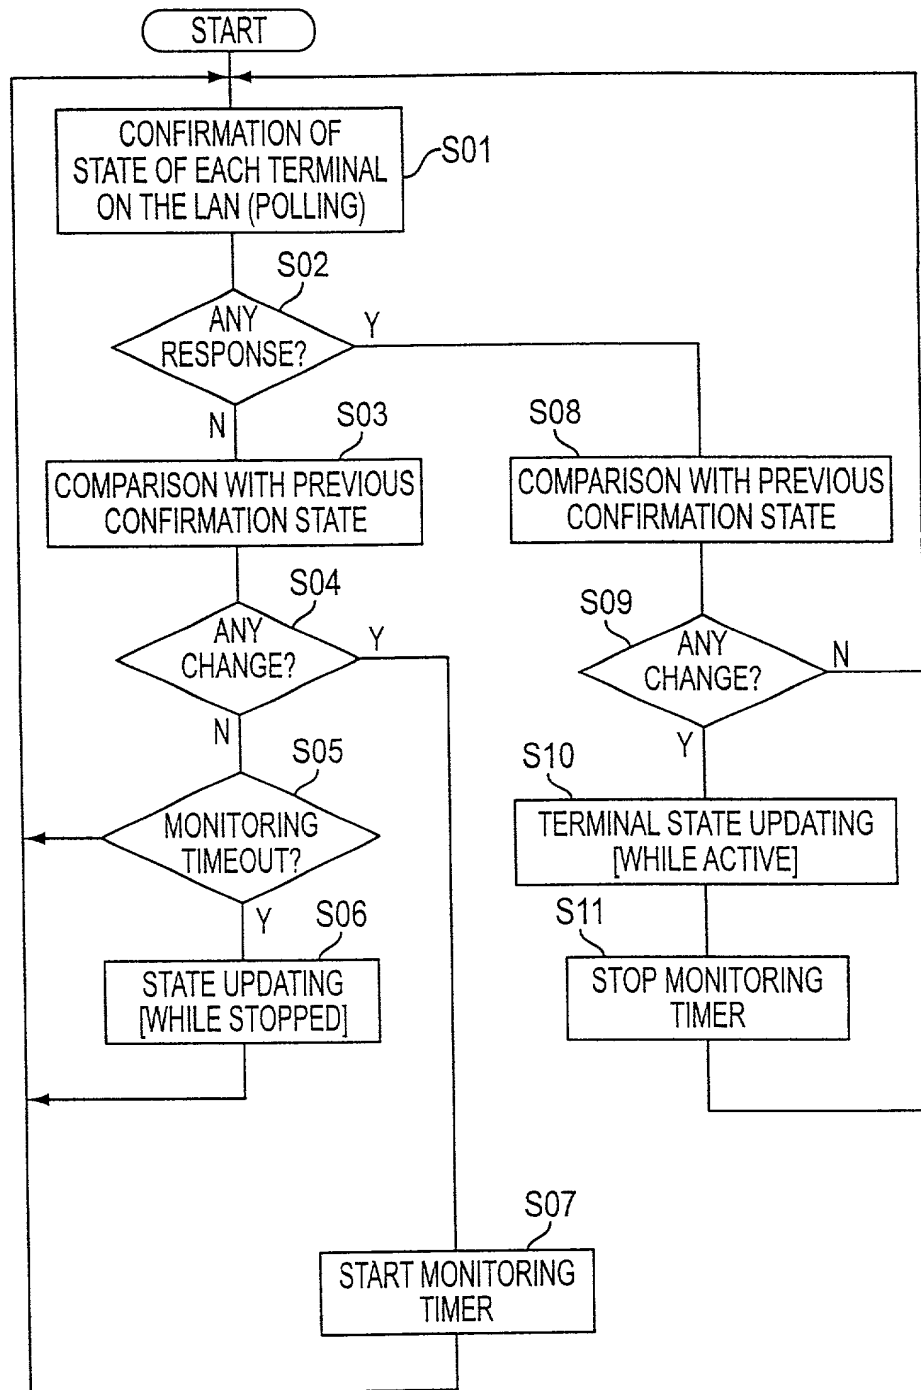 START
CONFIRMATION OF
STATE OF EACH TERMINAL
ON THE LAN (POLLING)
S01
S02
ANY
RESPONSE?
Y
N
S03
COMPARISON WITH PREVIOUS
CONFIRMATION STATE
S08
COMPARISON WITH PREVIOUS
CONFIRMATION STATE
S04
ANY
CHANGE?
Y
N
S09
ANY
CHANGE?
N
Y
S05
MONITORING
TIMEOUT?
Y
S10
TERMINAL STATE UPDATING
[WHILE ACTIVE]
S06
STATE UPDATING
[WHILE STOPPED]
S11
STOP MONITORING
TIMER
S07
START MONITORING
TIMER